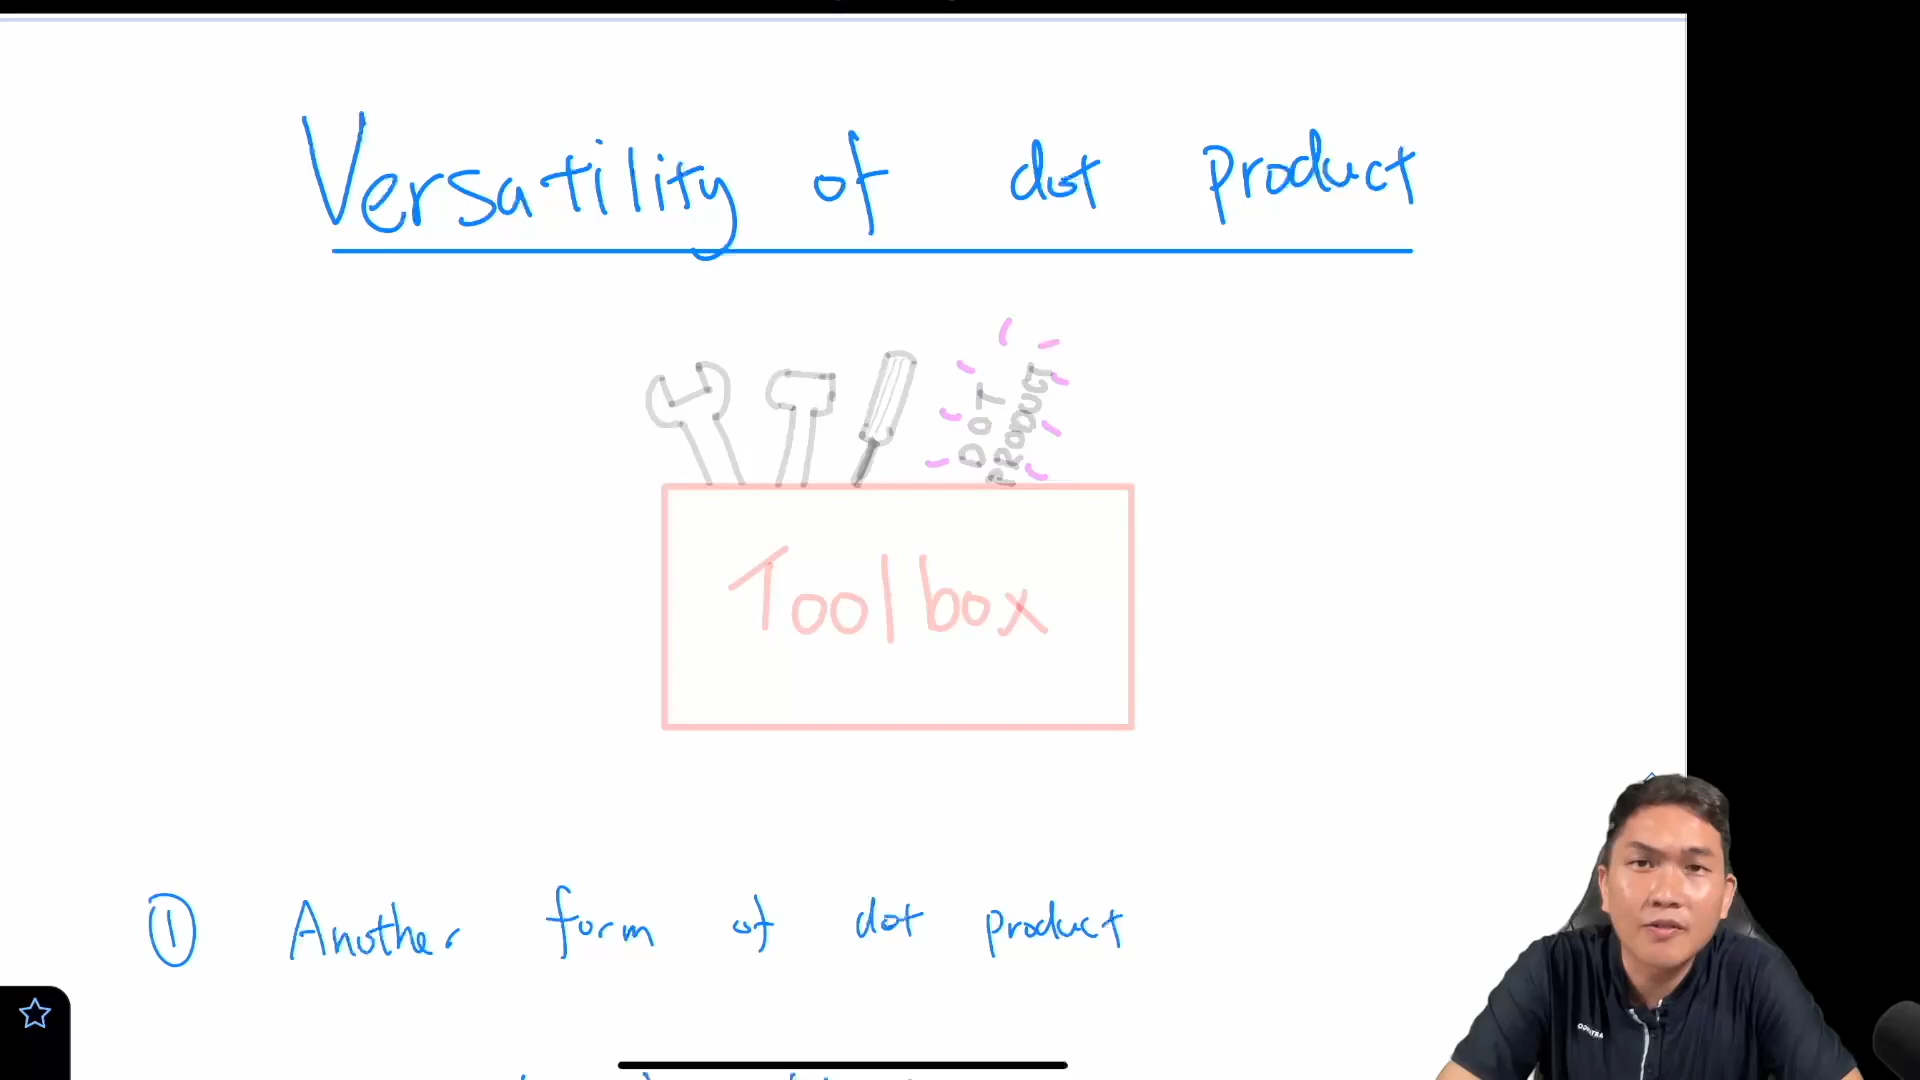 Versatility of dot product
DOT
PRODUCT
Toolbox
① Another form of dot product